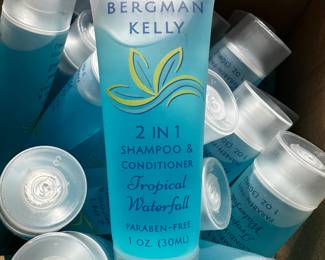 BERGMAN
KELLY
2 IN 1
SHAMPOO &
CONDITIONER
Tropical
Waterfall
PARABEN-FREE
1 OZ. (30ML)